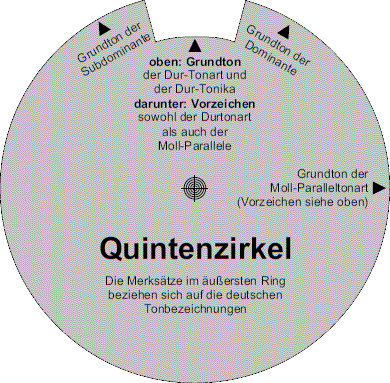 Grundton der
Subdominante
Grundton der
Dominante
oben: Grundton
der Dur-Tonart und
der Dur-Tonika
darunter: Vorzeichen
sowohl der Durtonart
als auch der
Moll-Parallele
Grundton der
Moll-Paralleltonart
(Vorzeichen siehe oben)
Quintenzirkel
Die Merksätze im äußersten Ring
beziehen sich auf die deutschen
Tonbezeichnungen